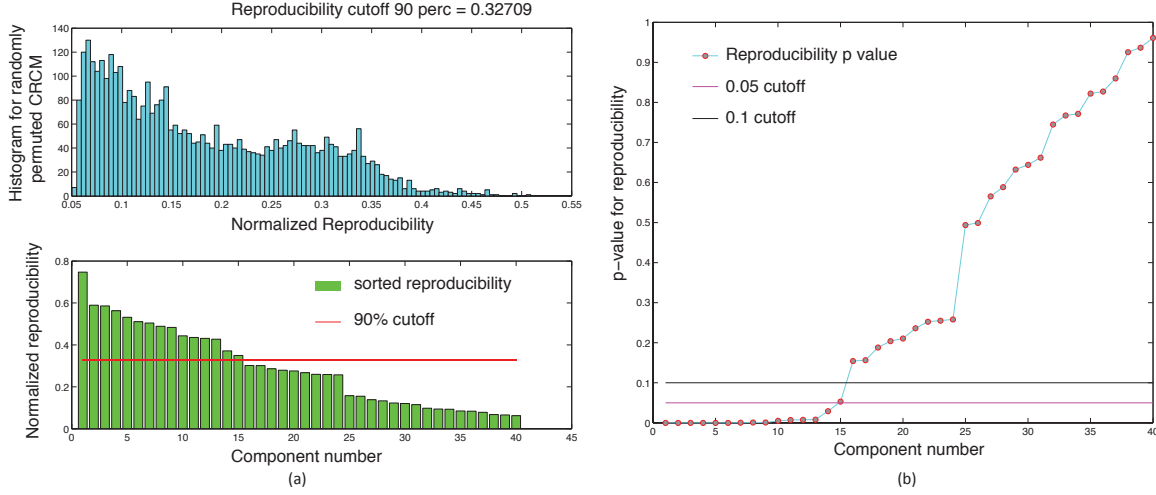 Reproducibility cutoff 90 perc = 0.32709
Histogram for randomly
permuted CRCM
140
120
100
80
60
40
20
0
0.05 0.1 0.15 0.2 0.25 0.3 0.35 0.4 0.45 0.5 0.55
Normalized Reproducibility
Normalized reproducibility
0.8
0.6
0.4
0.2
0
sorted reproducibility
90% cutoff
0 5 10 15 20 25 30 35 40 45
Component number
(a)
p-value for reproducibility
1
0.9
0.8
0.7
0.6
0.5
0.4
0.3
0.2
0.1
0
Reproducibility p value
0.05 cutoff
0.1 cutoff
0 5 10 15 20 25 30 35 40
Component number
(b)